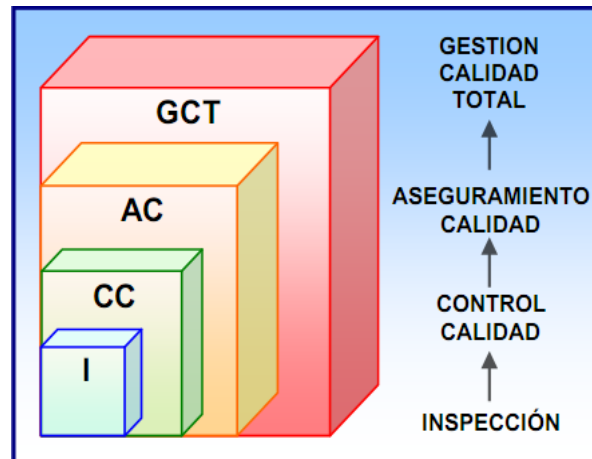 GCT
AC
CC
I
GESTION
CALIDAD
TOTAL
ASEGURAMIENTO
CALIDAD
CONTROL
CALIDAD
INSPECCIÓN